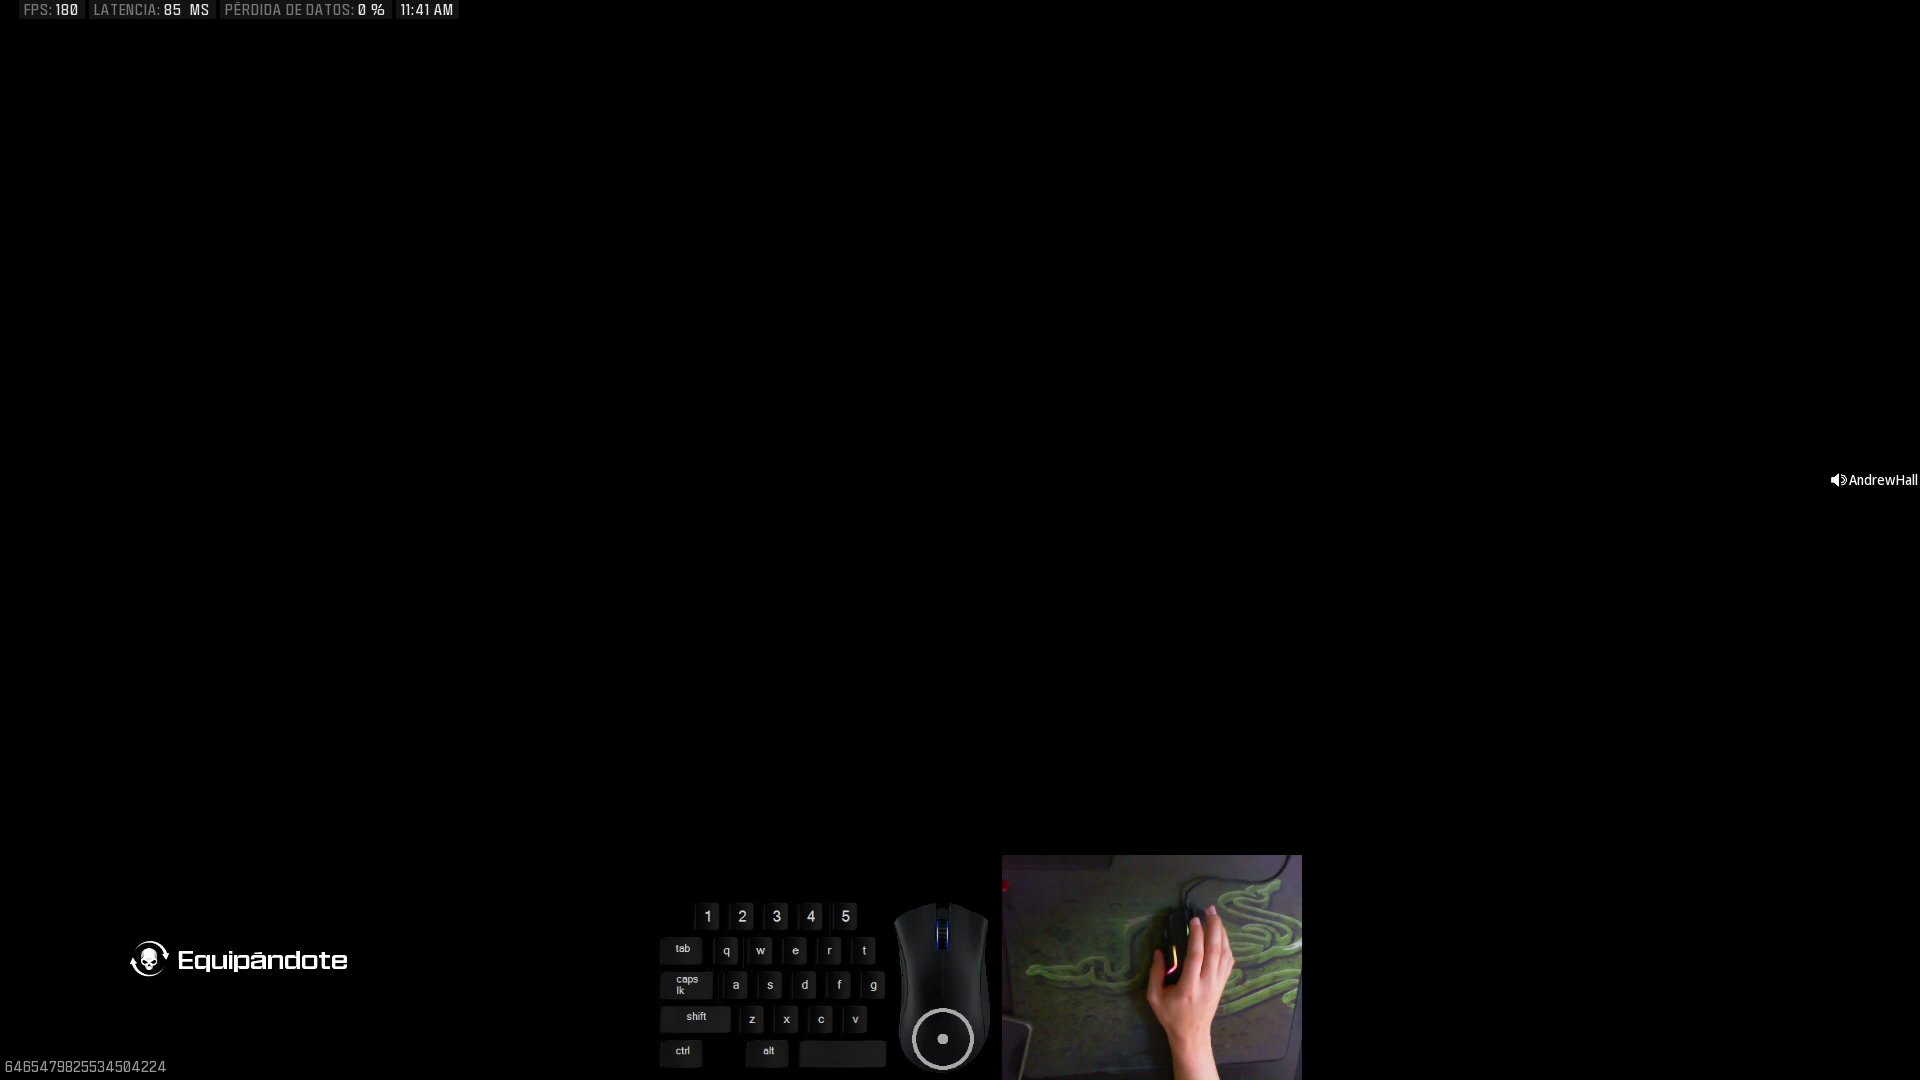 FPS: 180 LATENCIA: 85 MS PÉRDIDA DE DATOS: 0 % 11:41 AM
AndrewHall
1 2 3 4 5
tab q w e r t
caps lk a s d f g
shift z x c v
ctrl alt
Equipándote
6465479825534504224